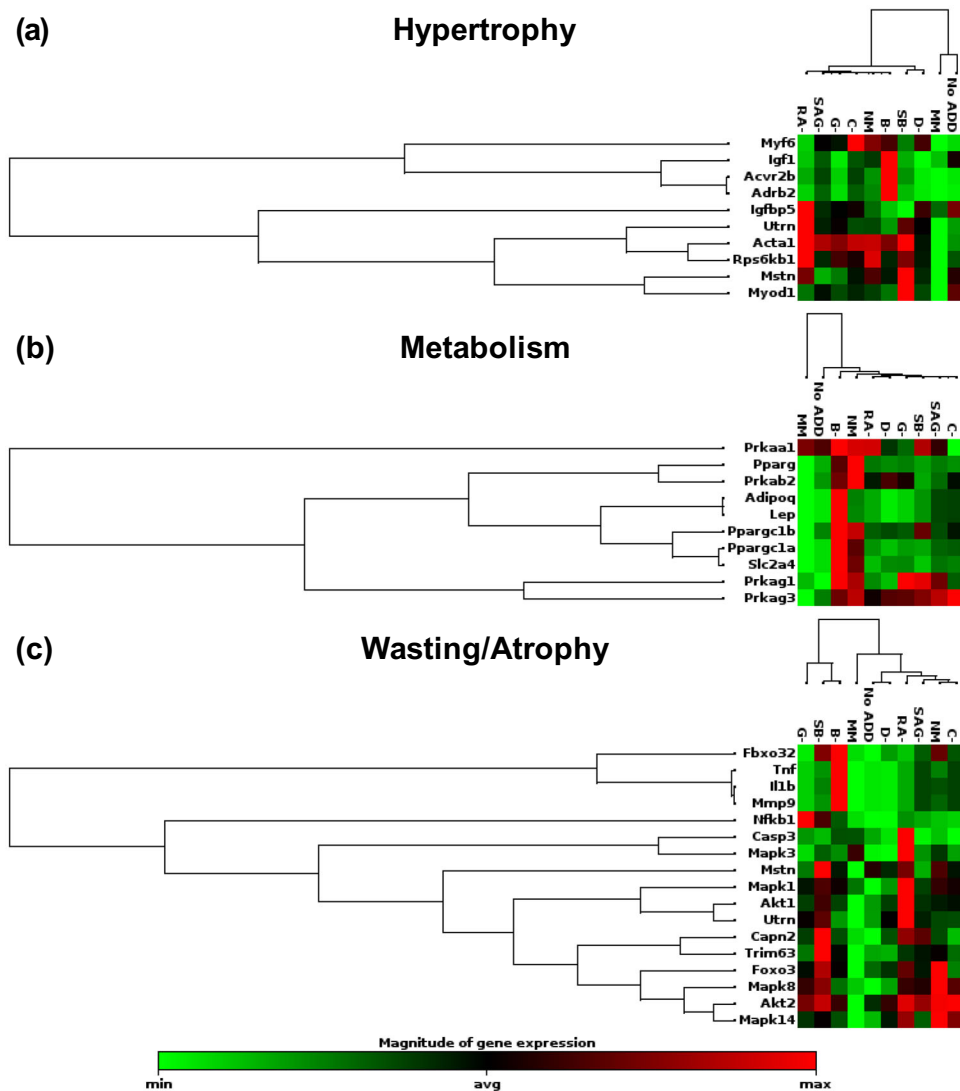 (a) Hypertrophy
RA- SAG- G- C- NM B- SB- D- MM No ADD
Myf6
Igf1
Acvr2b
Adrb2
Igfbp5
Utrn
Acta1
Rps6kb1
Mstn
Myod1
(b) Metabolism
MM No ADD B- NM RA- D- G- SB- SAG- C-
Prkaa1
Pparg
Prkab2
Adipoq
Lep
Ppargc1b
Ppargc1a
Slc2a4
Prkag1
Prkag3
(c) Wasting/Atrophy
G- SB- B- MM No ADD D- RA- SAG- NM C-
Fbxo32
Tnf
Il1b
Mmp9
Nfkb1
Casp3
Mapk3
Mstn
Mapk1
Akt1
Utrn
Capn2
Trim63
Foxo3
Mapk8
Akt2
Mapk14
Magnitude of gene expression
min avg max